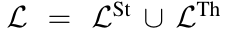 ℒ = ℒ^St ∪ ℒ^Th